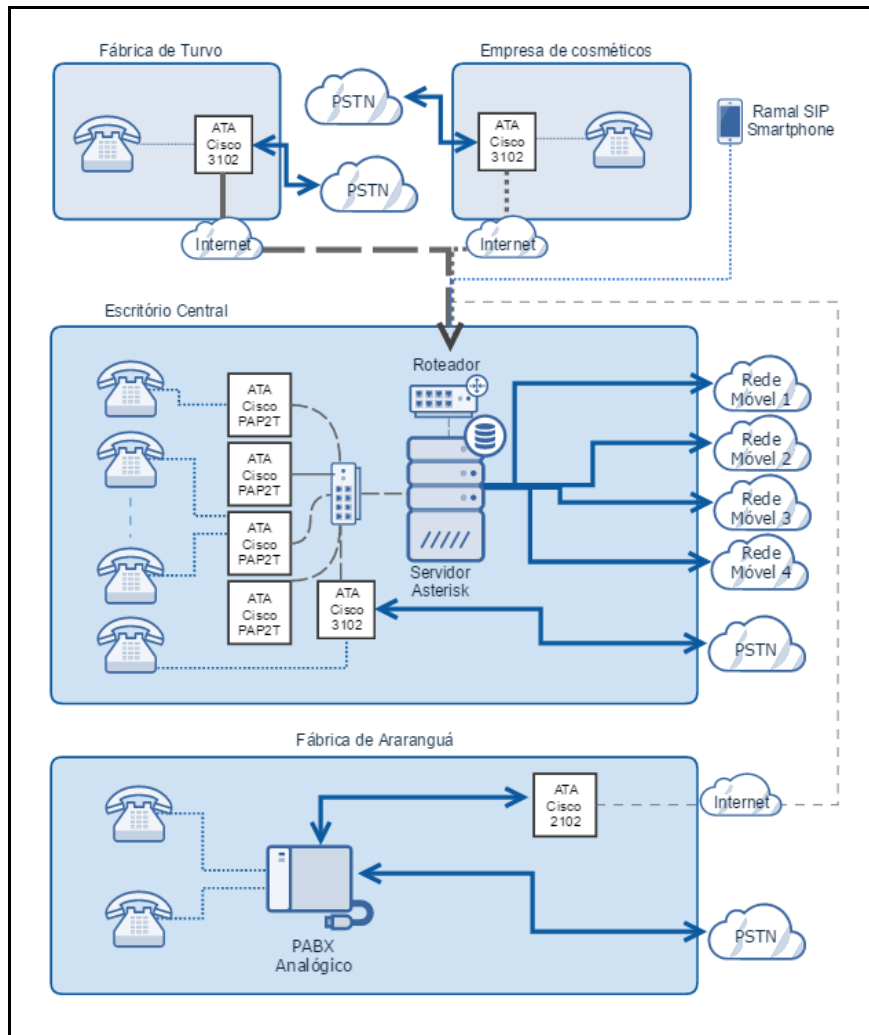 Fábrica de Turvo
Empresa de cosméticos
ATA
Cisco
3102
PSTN
PSTN
ATA
Cisco
3102
Ramal SIP
Smartphone
Internet
Internet
Escritório Central
ATA
Cisco
PAP2T
ATA
Cisco
PAP2T
ATA
Cisco
PAP2T
ATA
Cisco
PAP2T
ATA
Cisco
3102
Roteador
Servidor
Asterisk
Rede
Móvel 1
Rede
Móvel 2
Rede
Móvel 3
Rede
Móvel 4
PSTN
Fábrica de Araranguá
ATA
Cisco
2102
Internet
PABX
Analógico
PSTN